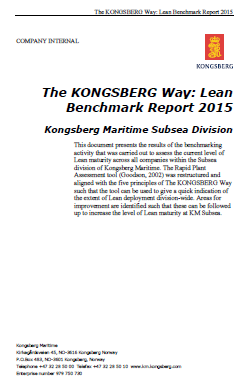 The KONGSBERG Way: Lean Benchmark Report 2015
COMPANY INTERNAL
KONGSBERG
The KONGSBERG Way: Lean
Benchmark Report 2015
Kongsberg Maritime Subsea Division
This document presents the results of the benchmarking
activity that was carried out to assess the current level of
Lean maturity across all companies within the Subsea
division of Kongsberg Maritime. The Rapid Plant
Assessment tool (Goodson, 2002) was restructured and
aligned with the five principles of The KONGSBERG Way
such that the tool can be used to give a quick indication of
the extent of Lean deployment division-wide. Areas for
improvement are identified such that these can be followed
up to increase the level of Lean maturity at KM Subsea.
Kongsberg Maritime
Kirkegårdsveien 45, NO-3616 Kongsberg Norway
P.O.Box 483, NO-3601 Kongsberg Norway
Telephone +47 32 28 50 00 Telefax +47 32 28 50 10 www.km.kongsberg.com
Enterprise number 979 750 730